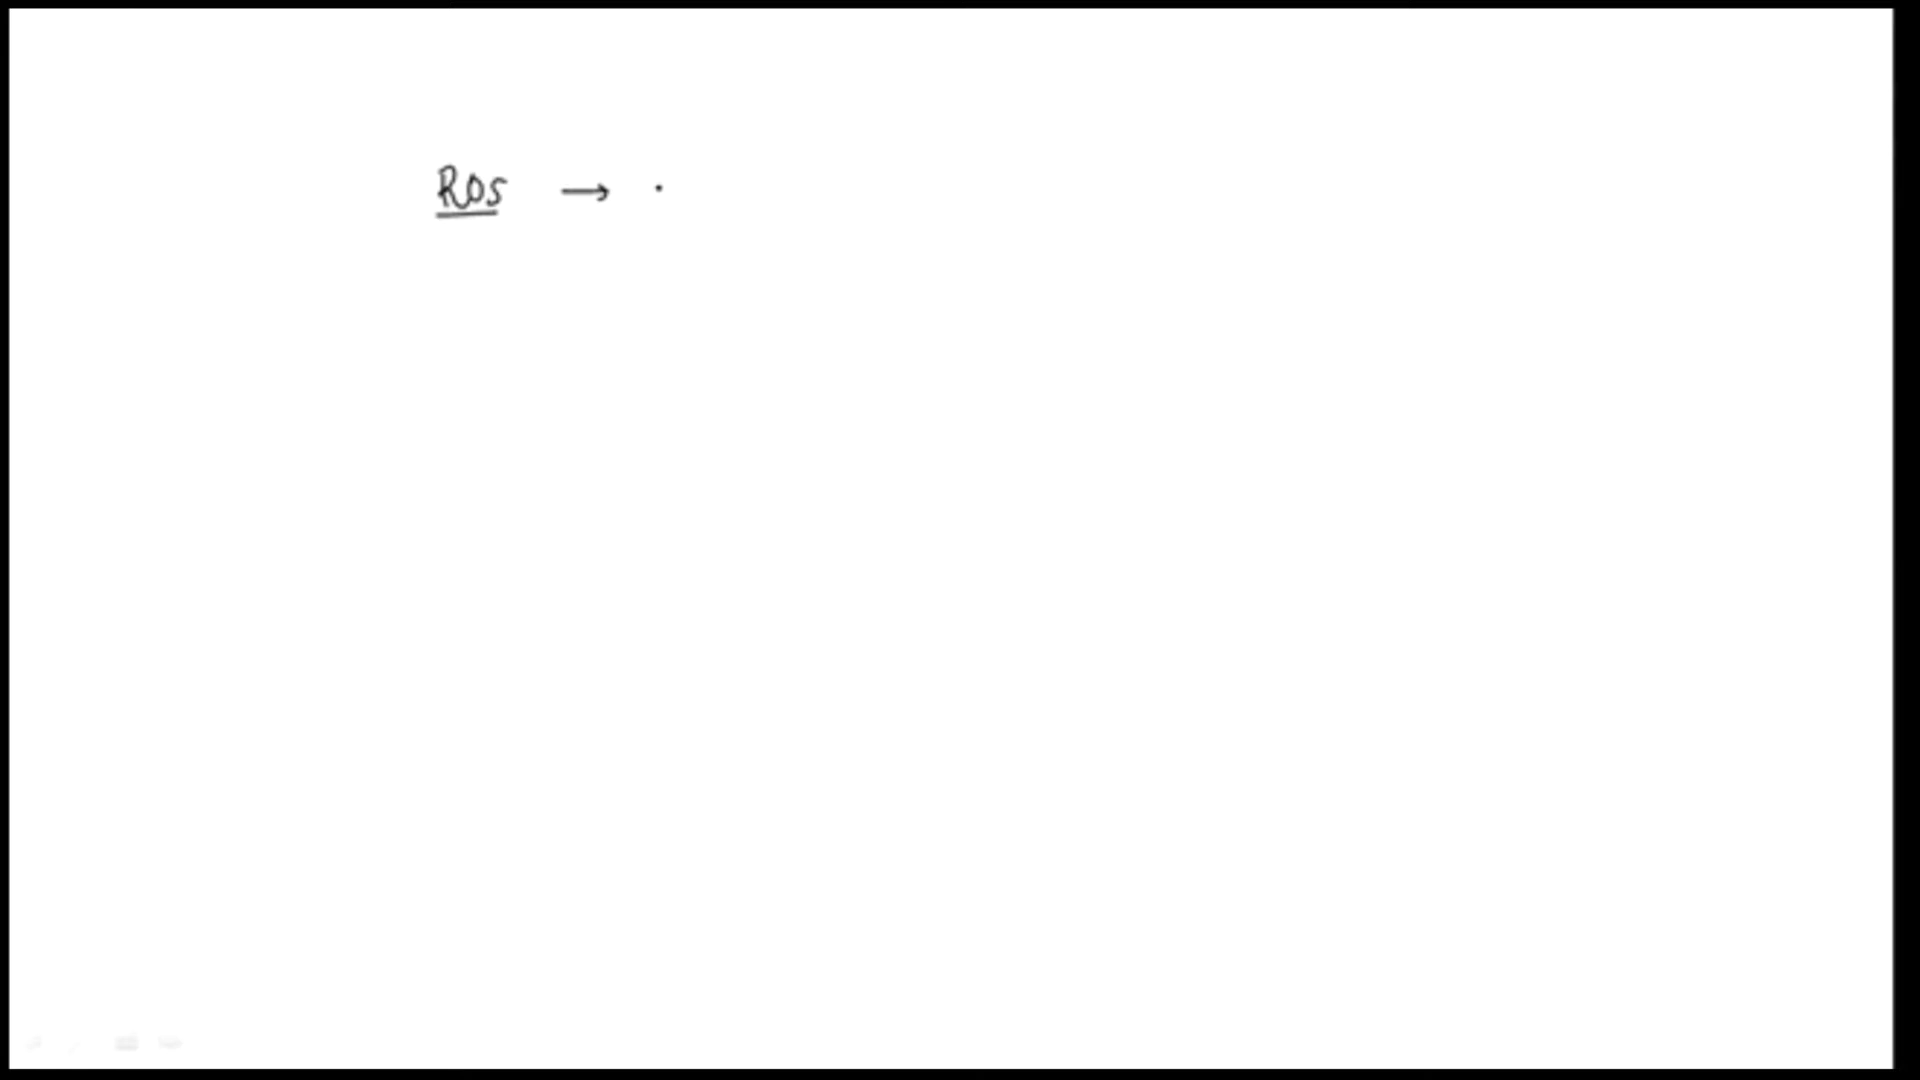 ROS → .